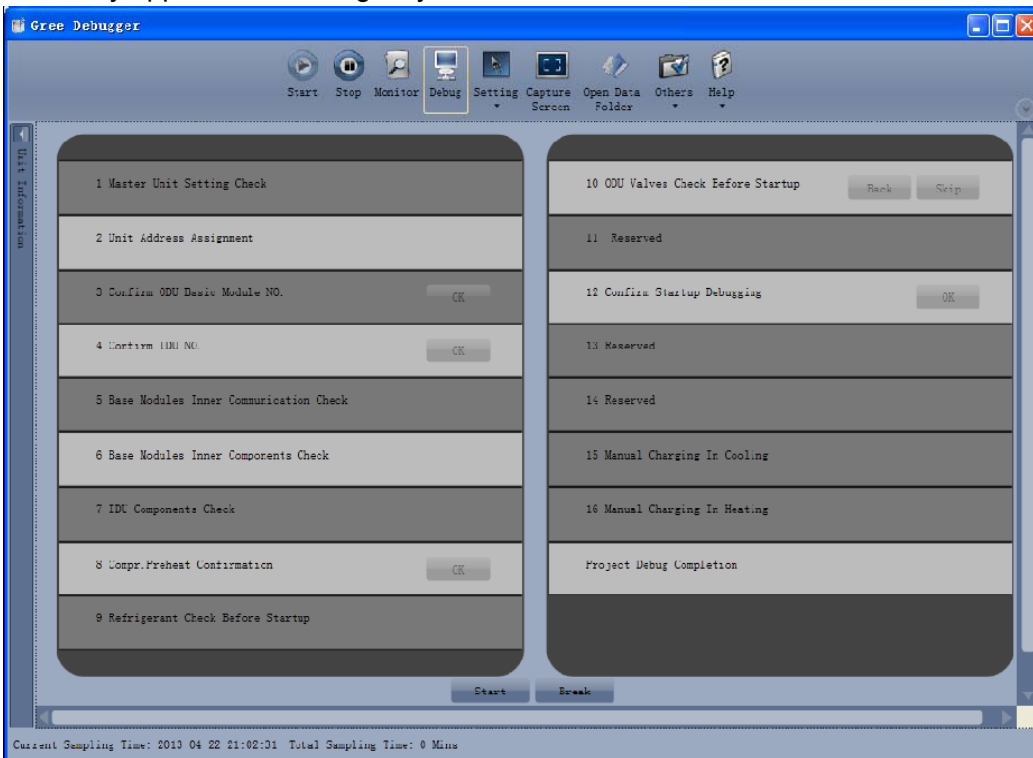 Gree Debugger
Start Stop Monitor Debug Setting Capture Screen Open Data Folder Others Help
Unit Information
1 Master Unit Setting Check
2 Unit Address Assignment
3 Confirm ODU Basic Module NO.
OK
4 Confirm IDU NO.
OK
5 Base Modules Inner Communication Check
6 Base Modules Inner Components Check
7 IDU Components Check
8 Compr.Preheat Confirmation
OK
9 Refrigerant Check Before Startup
10 ODU Valves Check Before Startup
Back Skip
11 Reserved
12 Confirm Startup Debugging
OK
13 Reserved
14 Reserved
15 Manual Charging In Cooling
16 Manual Charging In Heating
Project Debug Completion
Start Break
Current Sampling Time: 2013 04 22 21:02:31 Total Sampling Time: 0 Mins